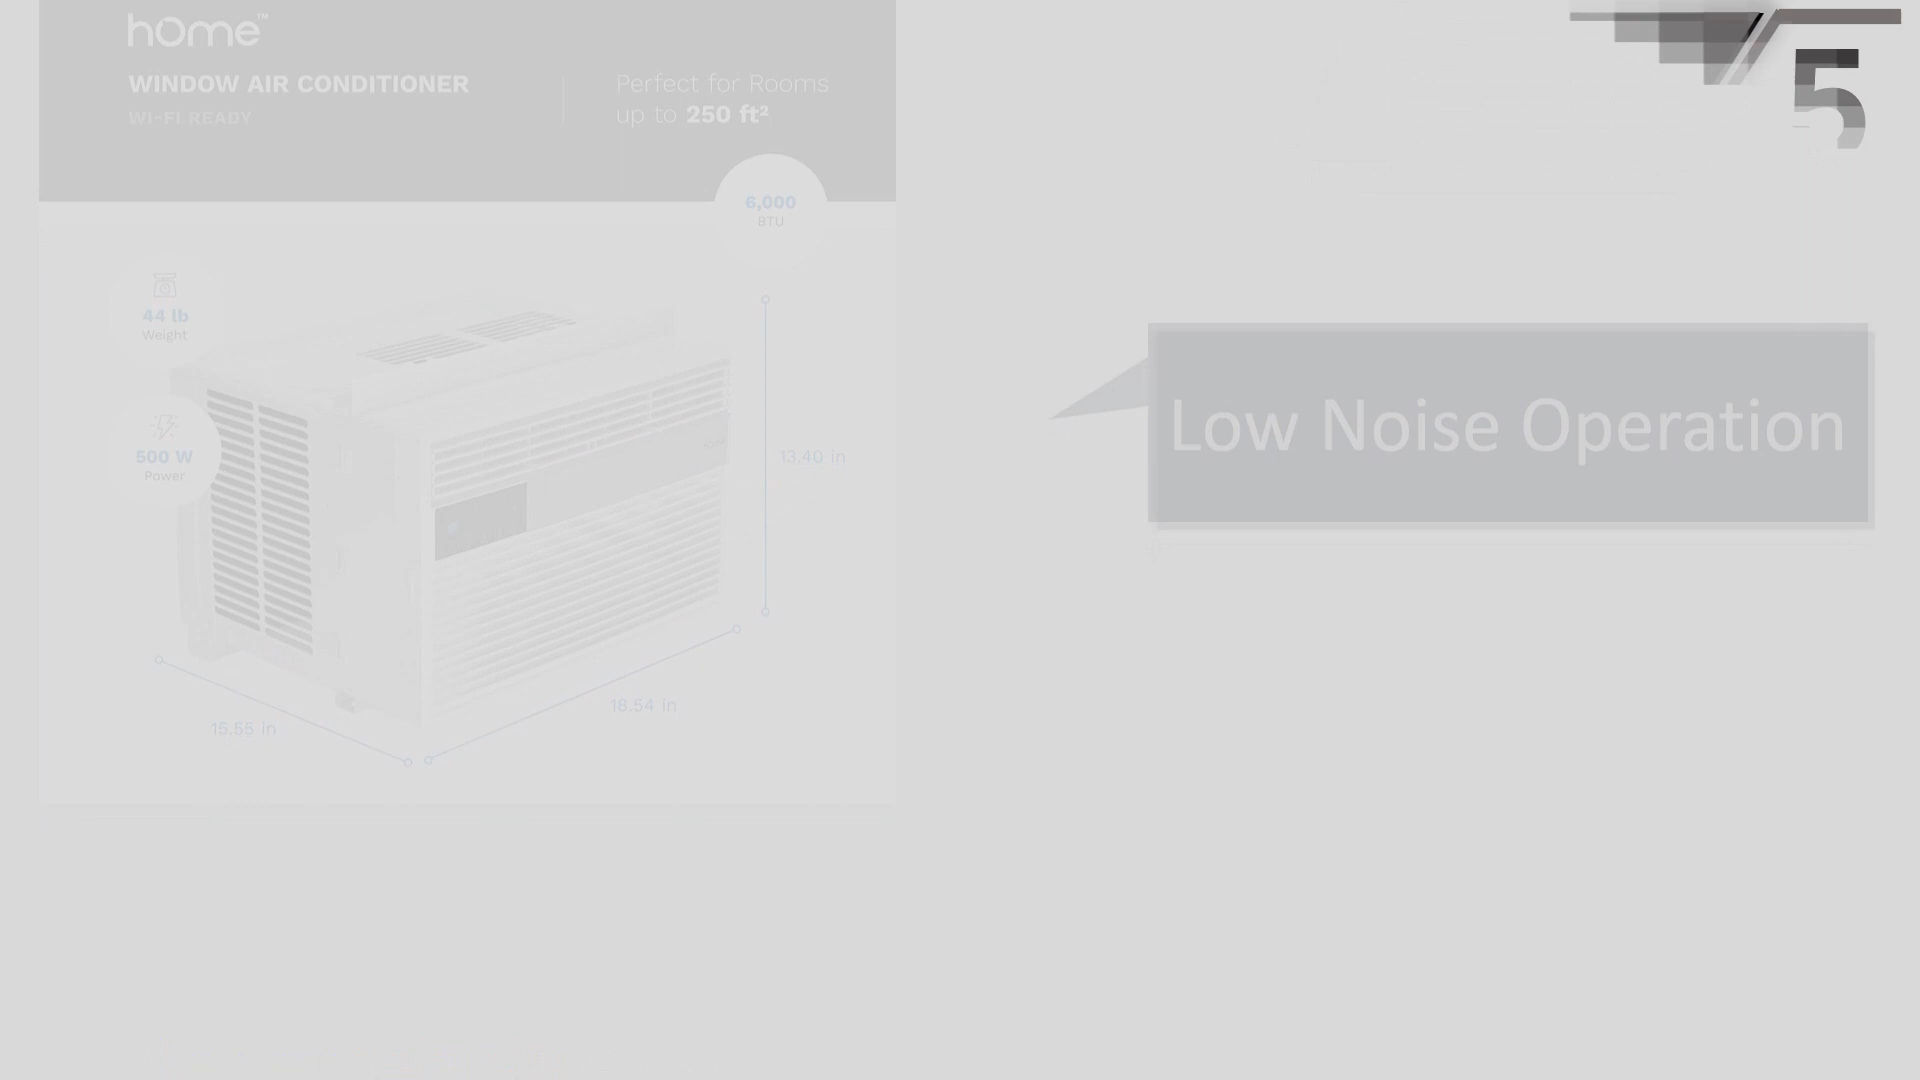 hOme™
WINDOW AIR CONDITIONER
WI-FI READY
Perfect for Rooms
up to 250 ft²
6,000
BTU
44 lb
Weight
500 W
Power
13.40 in
18.54 in
15.55 in
5
Low Noise Operation